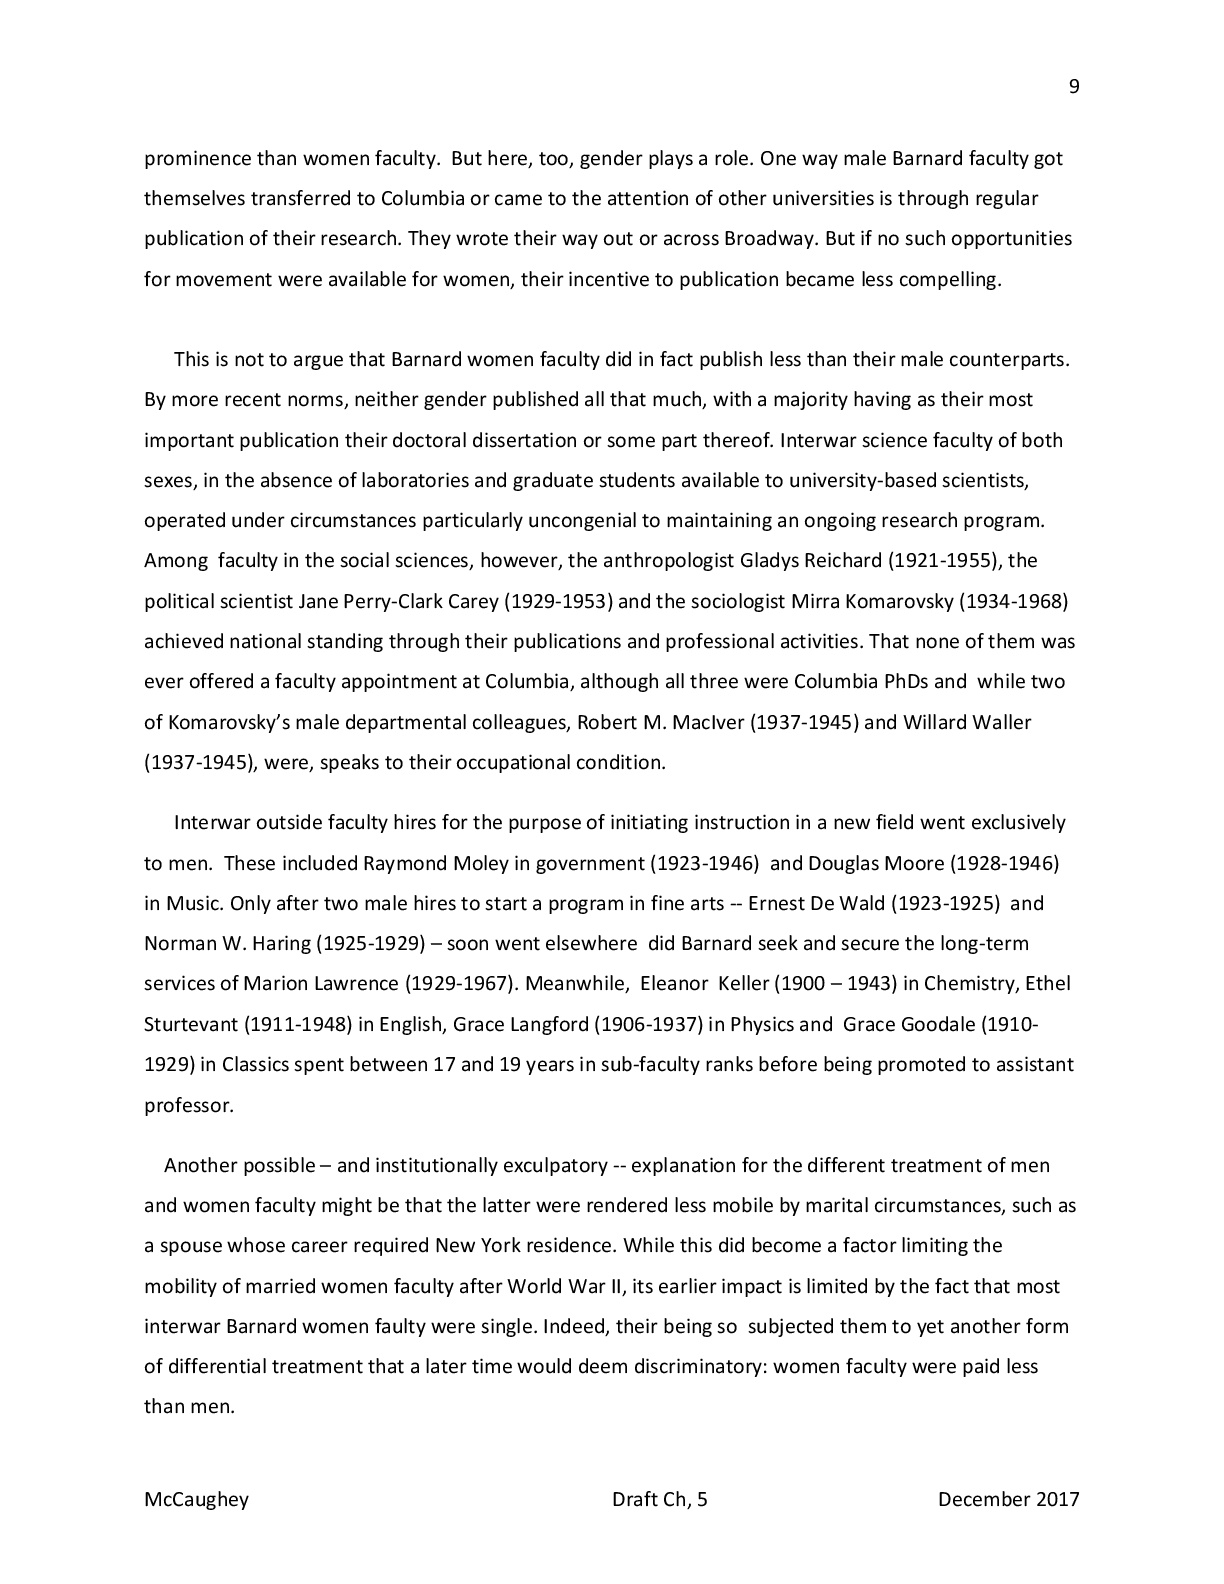 9
prominence than women faculty.  But here, too, gender plays a role. One way male Barnard faculty got
themselves transferred to Columbia or came to the attention of other universities is through regular
publication of their research. They wrote their way out or across Broadway. But if no such opportunities
for movement were available for women, their incentive to publication became less compelling.
This is not to argue that Barnard women faculty did in fact publish less than their male counterparts.
By more recent norms, neither gender published all that much, with a majority having as their most
important publication their doctoral dissertation or some part thereof. Interwar science faculty of both
sexes, in the absence of laboratories and graduate students available to university-based scientists,
operated under circumstances particularly uncongenial to maintaining an ongoing research program.
Among  faculty in the social sciences, however, the anthropologist Gladys Reichard (1921-1955), the
political scientist Jane Perry-Clark Carey (1929-1953) and the sociologist Mirra Komarovsky (1934-1968)
achieved national standing through their publications and professional activities. That none of them was
ever offered a faculty appointment at Columbia, although all three were Columbia PhDs and  while two
of Komarovsky’s male departmental colleagues, Robert M. MacIver (1937-1945) and Willard Waller
(1937-1945), were, speaks to their occupational condition.
Interwar outside faculty hires for the purpose of initiating instruction in a new field went exclusively
to men.  These included Raymond Moley in government (1923-1946)  and Douglas Moore (1928-1946)
in Music. Only after two male hires to start a program in fine arts -- Ernest De Wald (1923-1925)  and
Norman W. Haring (1925-1929) – soon went elsewhere  did Barnard seek and secure the long-term
services of Marion Lawrence (1929-1967). Meanwhile,  Eleanor  Keller (1900 – 1943) in Chemistry, Ethel
Sturtevant (1911-1948) in English, Grace Langford (1906-1937) in Physics and  Grace Goodale (1910-
1929) in Classics spent between 17 and 19 years in sub-faculty ranks before being promoted to assistant
professor.
Another possible – and institutionally exculpatory -- explanation for the different treatment of men
and women faculty might be that the latter were rendered less mobile by marital circumstances, such as
a spouse whose career required New York residence. While this did become a factor limiting the
mobility of married women faculty after World War II, its earlier impact is limited by the fact that most
interwar Barnard women faulty were single. Indeed, their being so  subjected them to yet another form
of differential treatment that a later time would deem discriminatory: women faculty were paid less
than men.
McCaughey Draft Ch, 5 December 2017